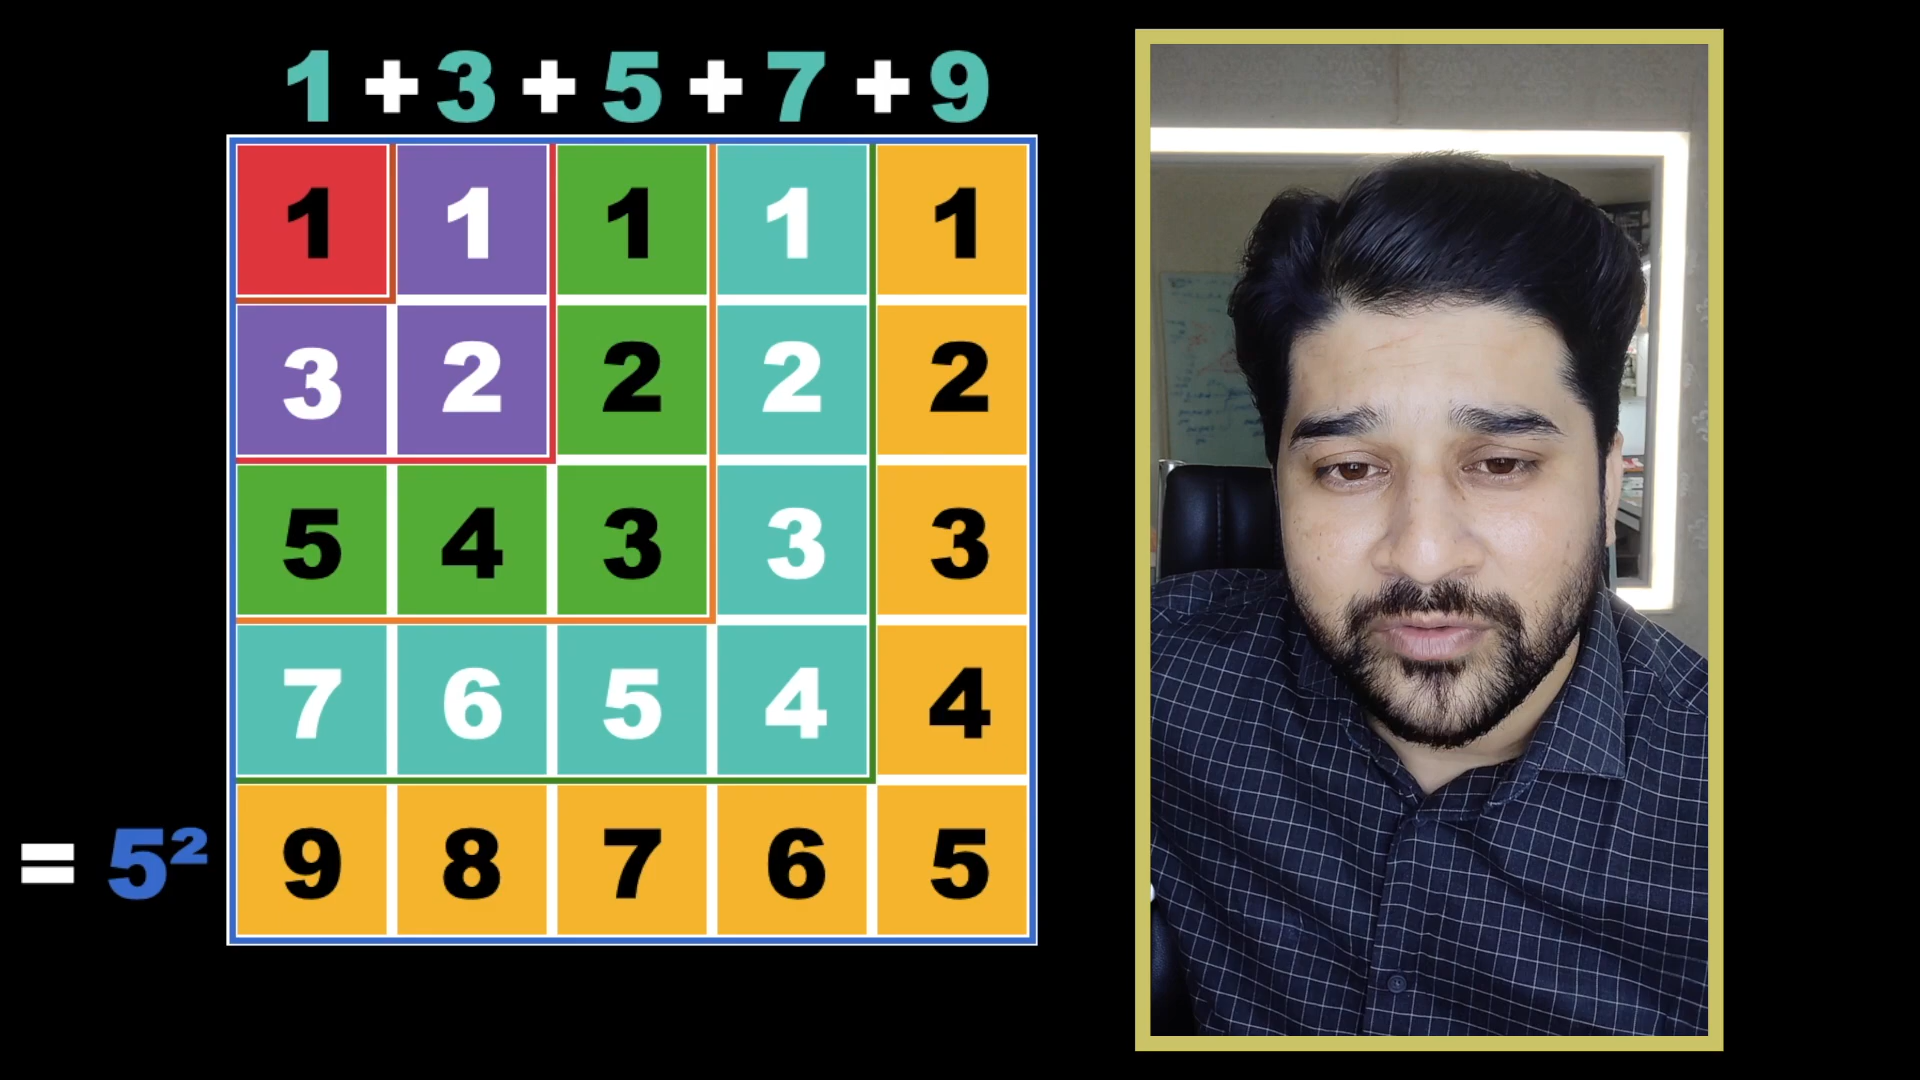 1 + 3 + 5 + 7 + 9
1 1 1 1 1
3 2 2 2 2
5 4 3 3 3
7 6 5 4 4
= 5² 9 8 7 6 5